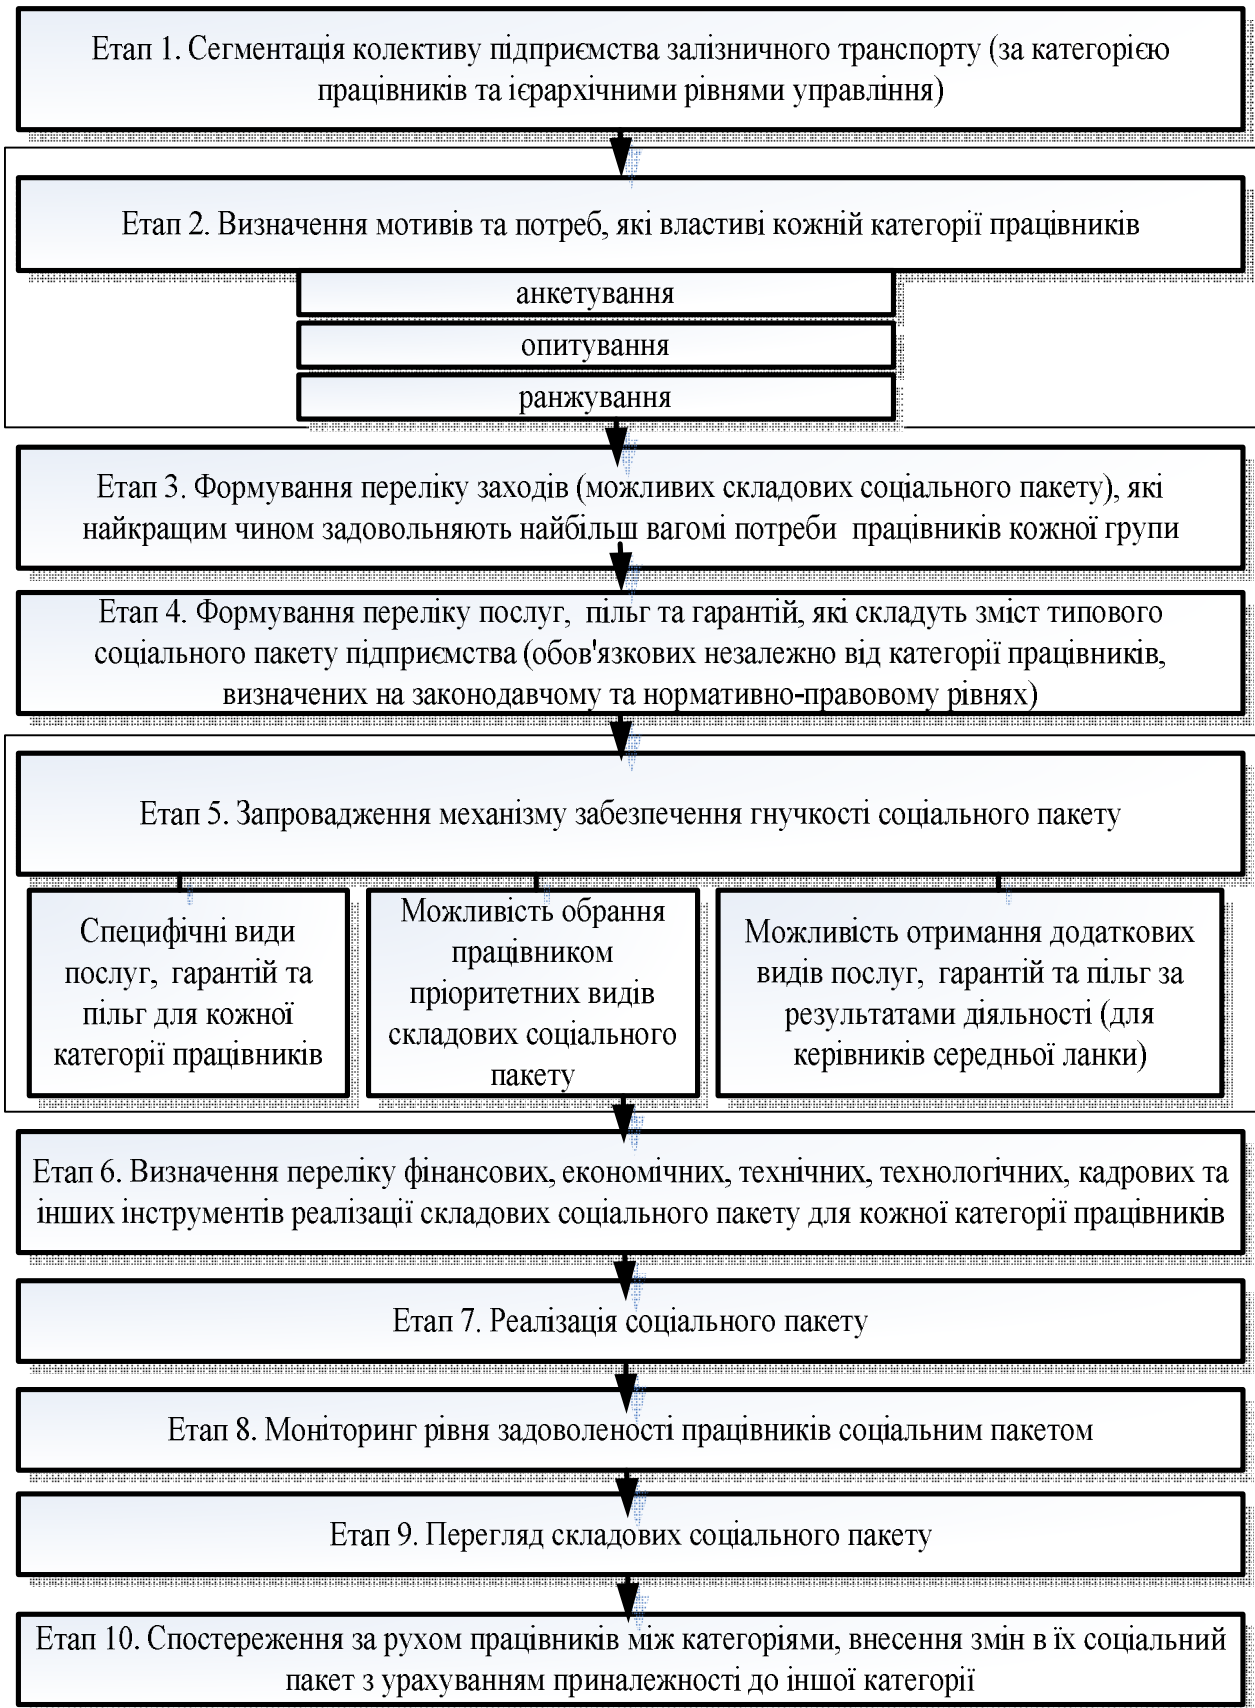 Етап 1. Сегментація колективу підприємства залізничного транспорту (за категорією
працівників та ієрархічними рівнями управління)
Етап 2. Визначення мотивів та потреб, які властиві кожній категорії працівників
анкетування
опитування
ранжування
Етап 3. Формування переліку заходів (можливих складових соціального пакету), які
найкращим чином задовольняють найбільш вагомі потреби працівників кожної групи
Етап 4. Формування переліку послуг, пільг та гарантій, які складуть зміст типового
соціального пакету підприємства (обов'язкових незалежно від категорії працівників,
визначених на законодавчому та нормативно-правовому рівнях)
Етап 5. Запровадження механізму забезпечення гнучкості соціального пакету
Специфічні види
послуг, гарантій та
пільг для кожної
категорії працівників
Можливість обрання
працівником
пріоритетних видів
складових соціального
пакету
Можливість отримання додаткових
видів послуг, гарантій та пільг за
результатами діяльності (для
керівників середньої ланки)
Етап 6. Визначення переліку фінансових, економічних, технічних, технологічних, кадрових та
інших інструментів реалізації складових соціального пакету для кожної категорії працівників
Етап 7. Реалізація соціального пакету
Етап 8. Моніторинг рівня задоволеності працівників соціальним пакетом
Етап 9. Перегляд складових соціального пакету
Етап 10. Спостереження за рухом працівників між категоріями, внесення змін в їх соціальний
пакет з урахуванням приналежності до іншої категорії